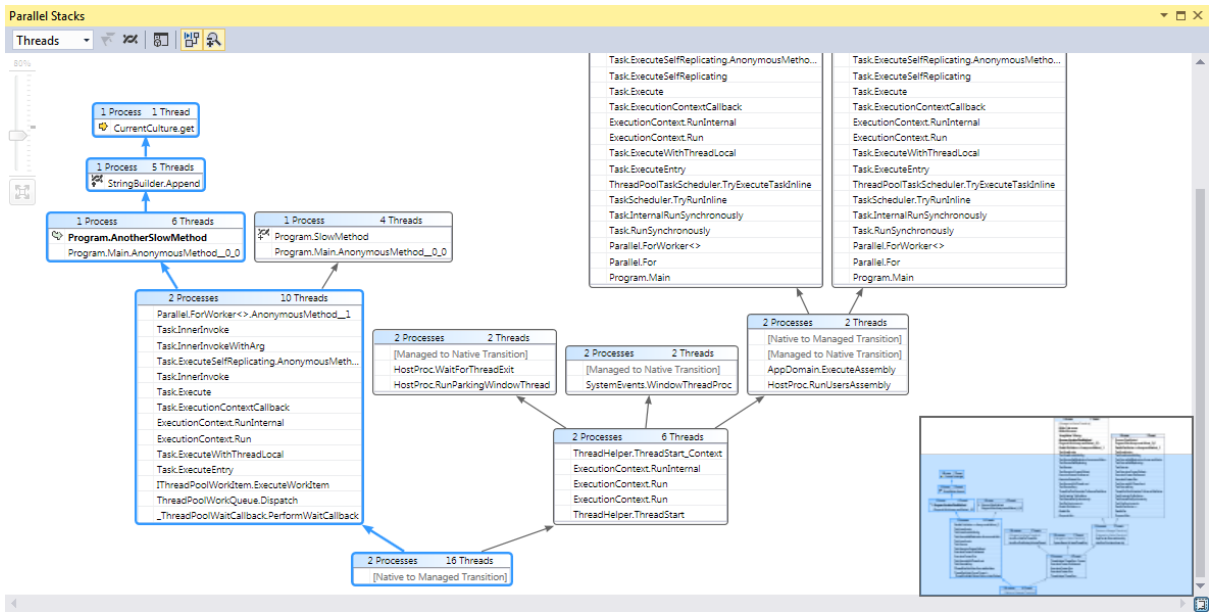 Parallel Stacks
Threads
80%
1 Process 1 Thread
CurrentCulture.get
1 Process 5 Threads
StringBuilder.Append
1 Process 6 Threads
Program.AnotherSlowMethod
Program.Main.AnonymousMethod__0_0
1 Process 4 Threads
Program.SlowMethod
Program.Main.AnonymousMethod__0_0
2 Processes 10 Threads
Parallel.ForWorker<>.AnonymousMethod__1
Task.InnerInvoke
Task.InnerInvokeWithArg
Task.ExecuteSelfReplicating.AnonymousMeth...
Task.InnerInvoke
Task.Execute
Task.ExecutionContextCallback
ExecutionContext.RunInternal
ExecutionContext.Run
Task.ExecuteWithThreadLocal
Task.ExecuteEntry
IThreadPoolWorkItem.ExecuteWorkItem
ThreadPoolWorkQueue.Dispatch
_ThreadPoolWaitCallback.PerformWaitCallback
2 Processes 2 Threads
[Managed to Native Transition]
HostProc.WaitForThreadExit
HostProc.RunParkingWindowThread
2 Processes 2 Threads
[Managed to Native Transition]
SystemEvents.WindowThreadProc
Task.ExecuteSelfReplicating.AnonymousMetho...
Task.ExecuteSelfReplicating
Task.Execute
Task.ExecutionContextCallback
ExecutionContext.RunInternal
ExecutionContext.Run
Task.ExecuteWithThreadLocal
Task.ExecuteEntry
ThreadPoolTaskScheduler.TryExecuteTaskInline
TaskScheduler.TryRunInline
Task.InternalRunSynchronously
Task.RunSynchronously
Parallel.ForWorker<>
Parallel.For
Program.Main
Task.ExecuteSelfReplicating.AnonymousMetho...
Task.ExecuteSelfReplicating
Task.Execute
Task.ExecutionContextCallback
ExecutionContext.RunInternal
ExecutionContext.Run
Task.ExecuteWithThreadLocal
Task.ExecuteEntry
ThreadPoolTaskScheduler.TryExecuteTaskInline
TaskScheduler.TryRunInline
Task.InternalRunSynchronously
Task.RunSynchronously
Parallel.ForWorker<>
Parallel.For
Program.Main
2 Processes 2 Threads
[Native to Managed Transition]
[Managed to Native Transition]
AppDomain.ExecuteAssembly
HostProc.RunUsersAssembly
2 Processes 6 Threads
ThreadHelper.ThreadStart_Context
ExecutionContext.RunInternal
ExecutionContext.Run
ExecutionContext.Run
ThreadHelper.ThreadStart
2 Processes 16 Threads
[Native to Managed Transition]